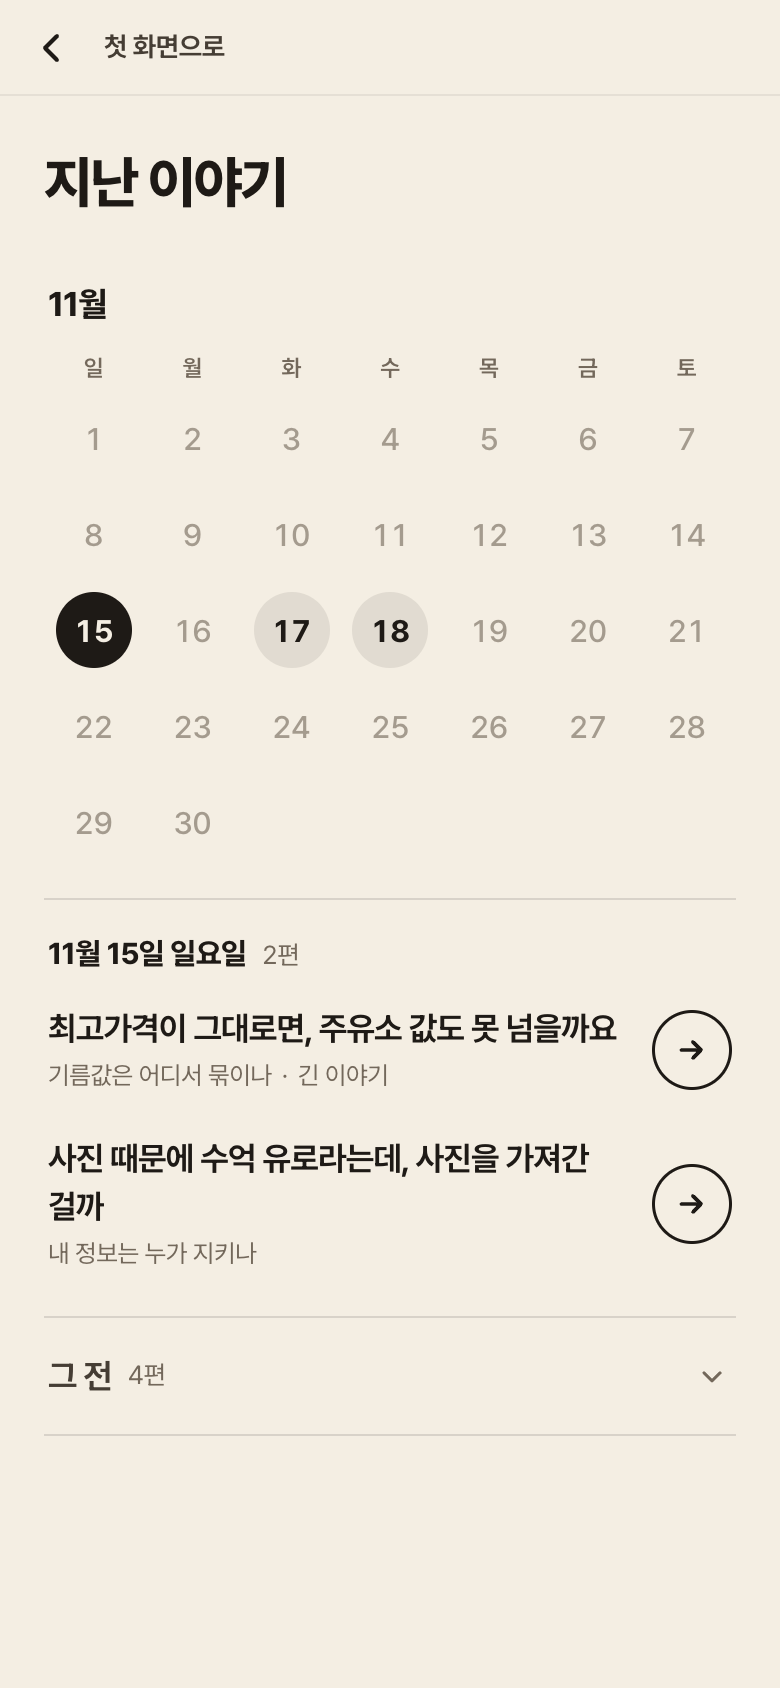 첫 화면으로
지난 이야기
11월
일 월 화 수 목 금 토
1 2 3 4 5 6 7
8 9 10 11 12 13 14
15 16 17 18 19 20 21
22 23 24 25 26 27 28
29 30
11월 15일 일요일 2편
최고가격이 그대로면, 주유소 값도 못 넘을까요
기름값은 어디서 묶이나 · 긴 이야기
사진 때문에 수억 유로라는데, 사진을 가져간
걸까
내 정보는 누가 지키나
그 전 4편